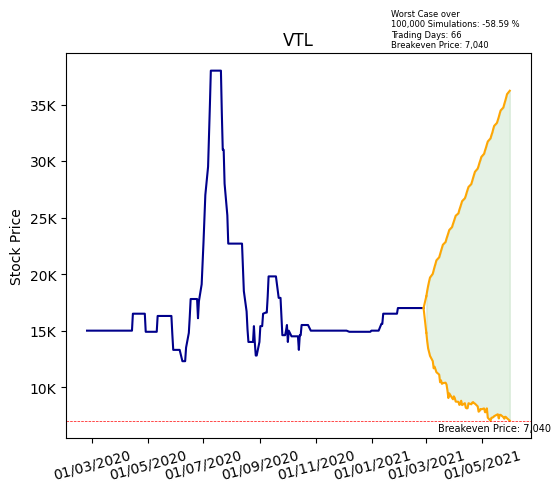 Worst Case over
100,000 Simulations: -58.59 %
Trading Days: 66
Breakeven Price: 7,040
VTL
Stock Price
35K
30K
25K
20K
15K
10K
Breakeven Price: 7,040
01/03/2020
01/05/2020
01/07/2020
01/09/2020
01/11/2020
01/01/2021
01/03/2021
01/05/2021